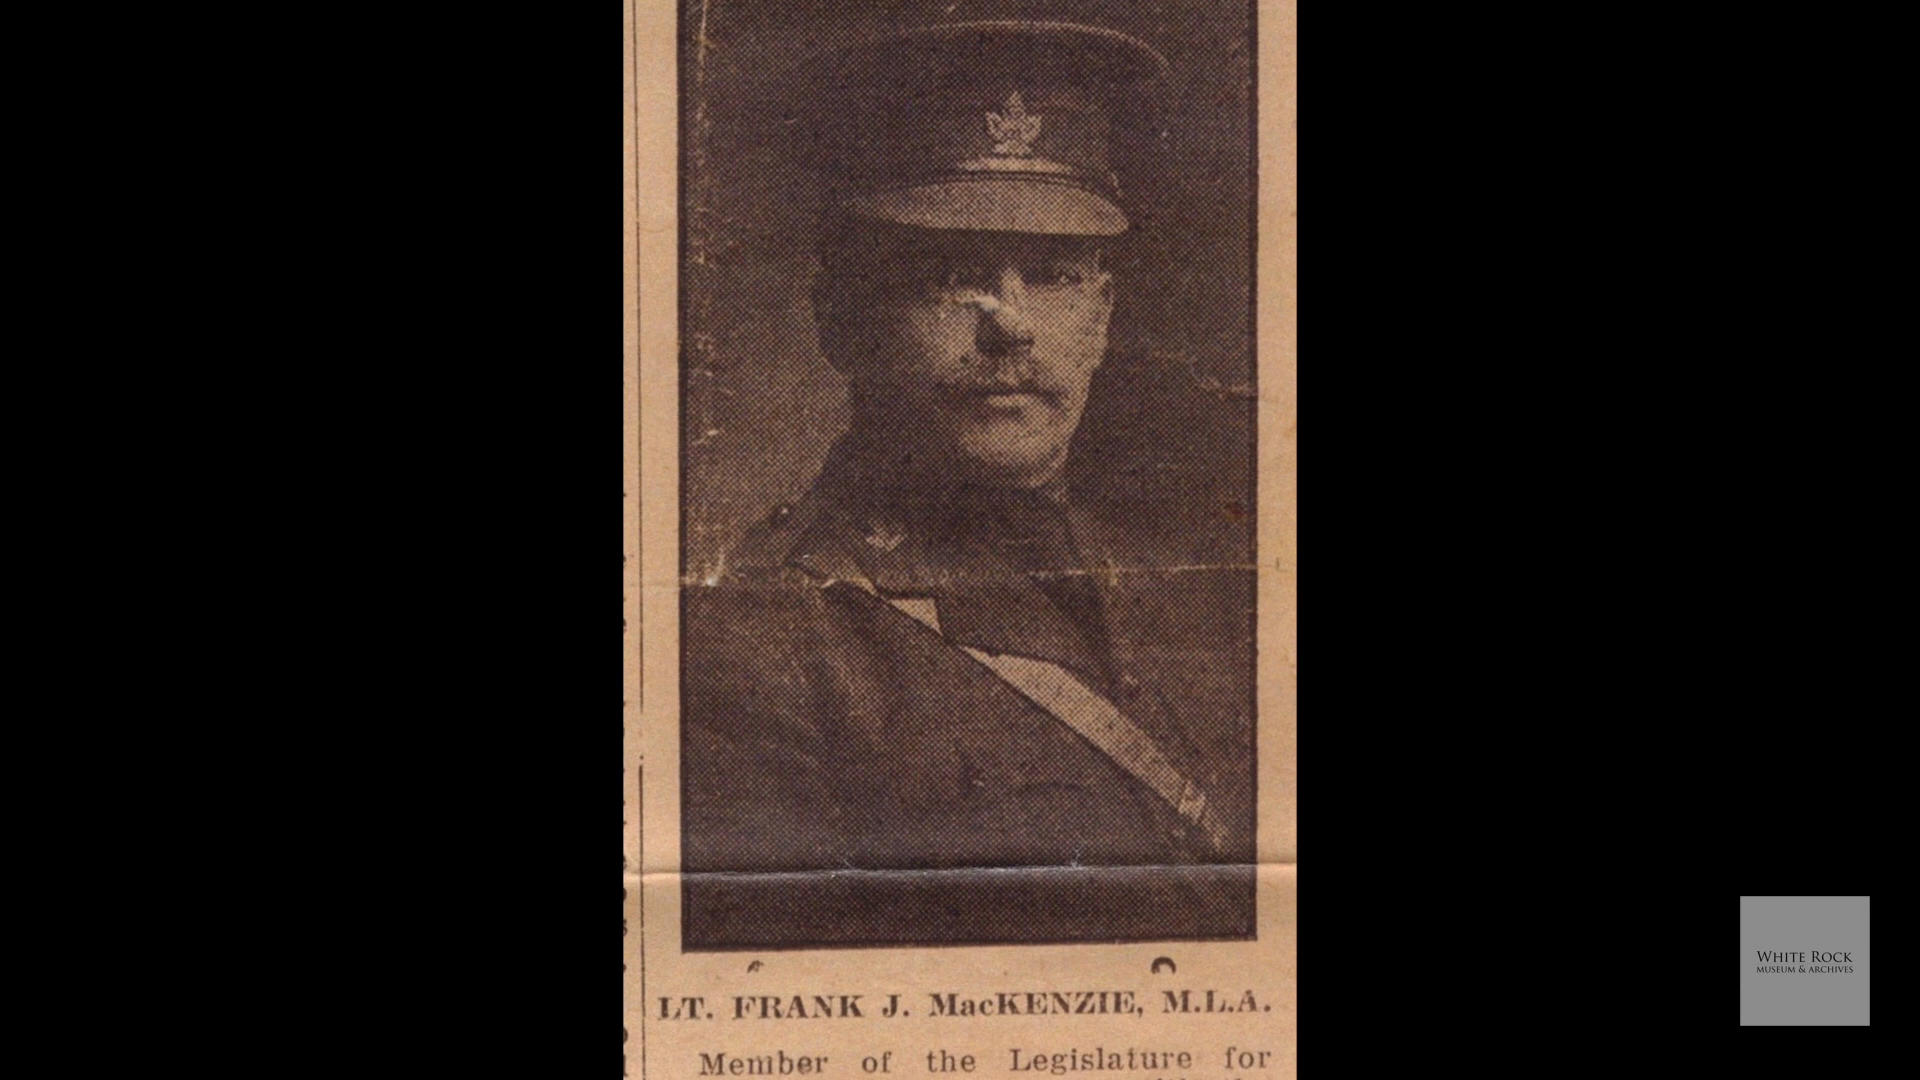 LT. FRANK J. MacKENZIE, M.L.A.
Member of the Legislature for
WHITE ROCK
MUSEUM & ARCHIVES